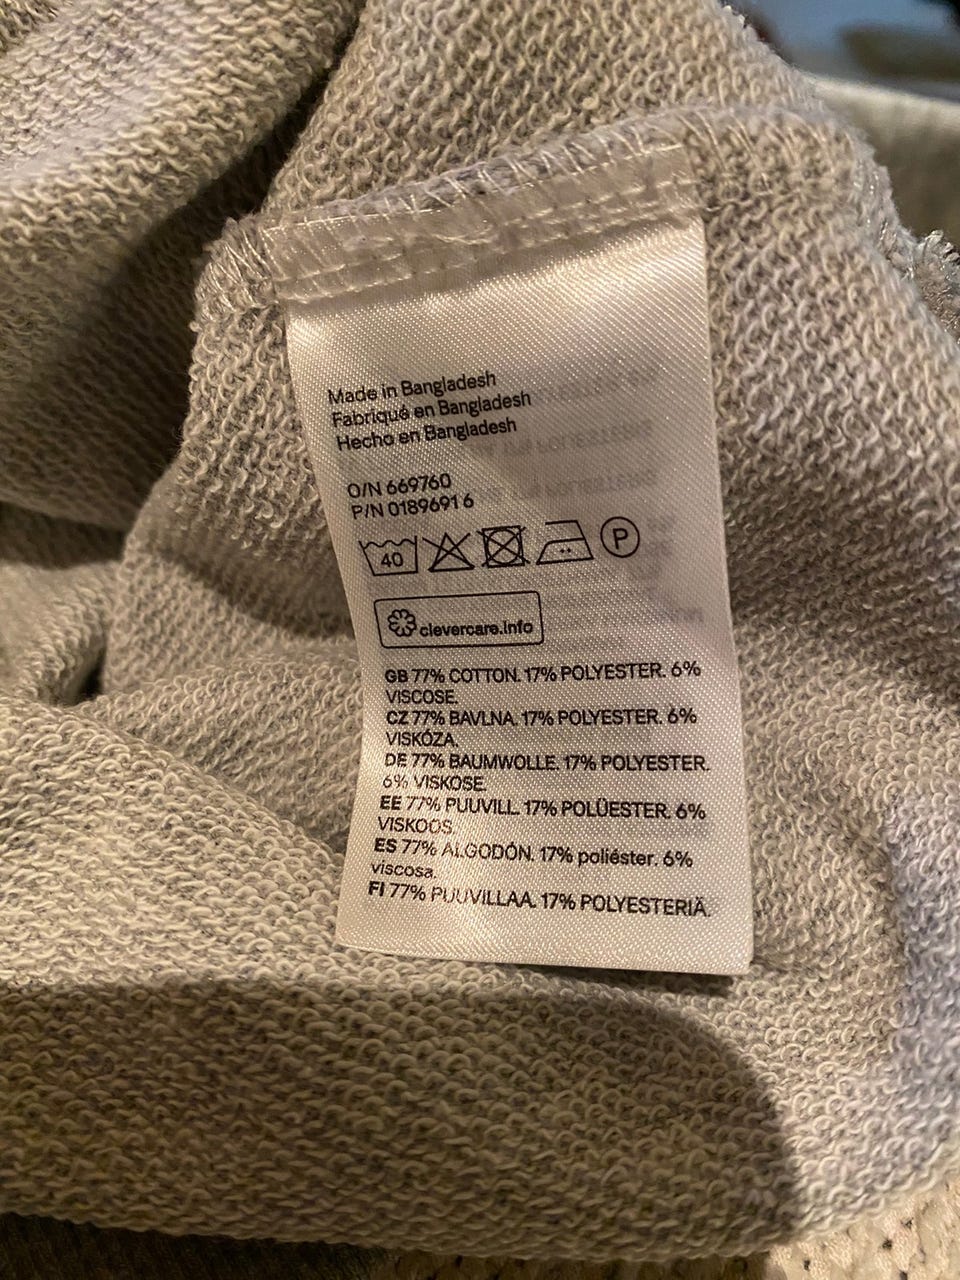 Made in Bangladesh
Fabriqué en Bangladesh
Hecho en Bangladesh
O/N 669760
P/N 01896916
40 P
clevercare.info
GB 77% COTTON. 17% POLYESTER. 6%
VISCOSE.
CZ 77% BAVLNA. 17% POLYESTER. 6%
VISKÓZA.
DE 77% BAUMWOLLE. 17% POLYESTER.
6% VISKOSE.
EE 77% PUUVILL. 17% POLÜESTER. 6%
VISKOOS.
ES 77% ALGODÓN. 17% poliéster. 6%
viscosa.
FI 77% PUUVILLAA. 17% POLYESTERIÄ.